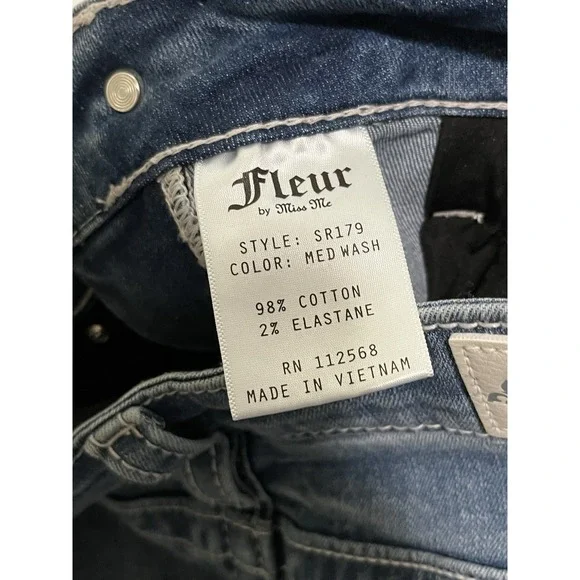 Fleur
by Miss Me
STYLE: SR179
COLOR: MED WASH
98% COTTON
2% ELASTANE
RN 112568
MADE IN VIETNAM